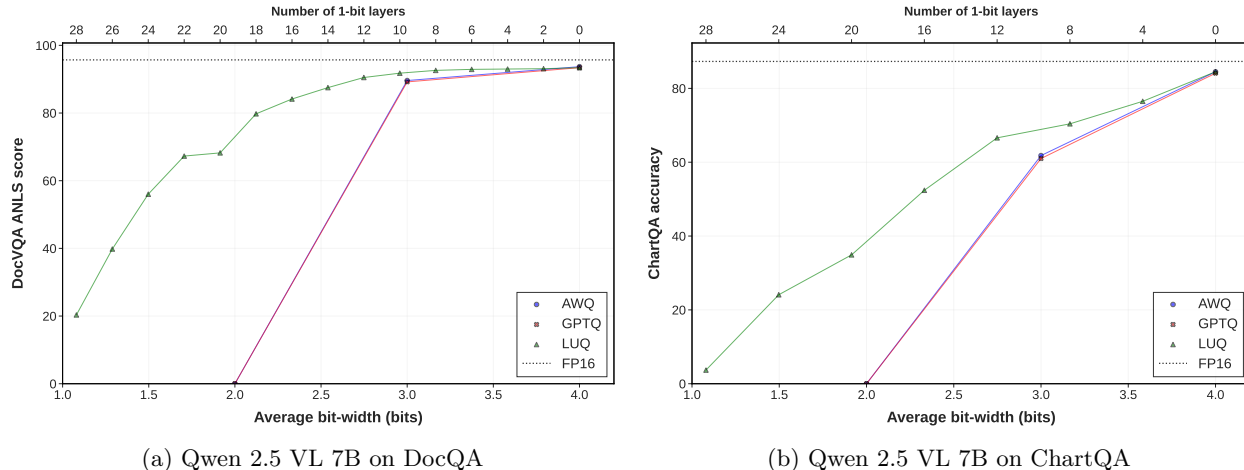 Number of 1-bit layers
28 26 24 22 20 18 16 14 12 10 8 6 4 2 0
100
80
60
40
20
0
DocVQA ANLS score
AWQ
GPTQ
LUQ
FP16
1.0 1.5 2.0 2.5 3.0 3.5 4.0
Average bit-width (bits)
(a) Qwen 2.5 VL 7B on DocQA
Number of 1-bit layers
28 24 20 16 12 8 4 0
80
60
40
20
0
ChartQA accuracy
AWQ
GPTQ
LUQ
FP16
1.0 1.5 2.0 2.5 3.0 3.5 4.0
Average bit-width (bits)
(b) Qwen 2.5 VL 7B on ChartQA